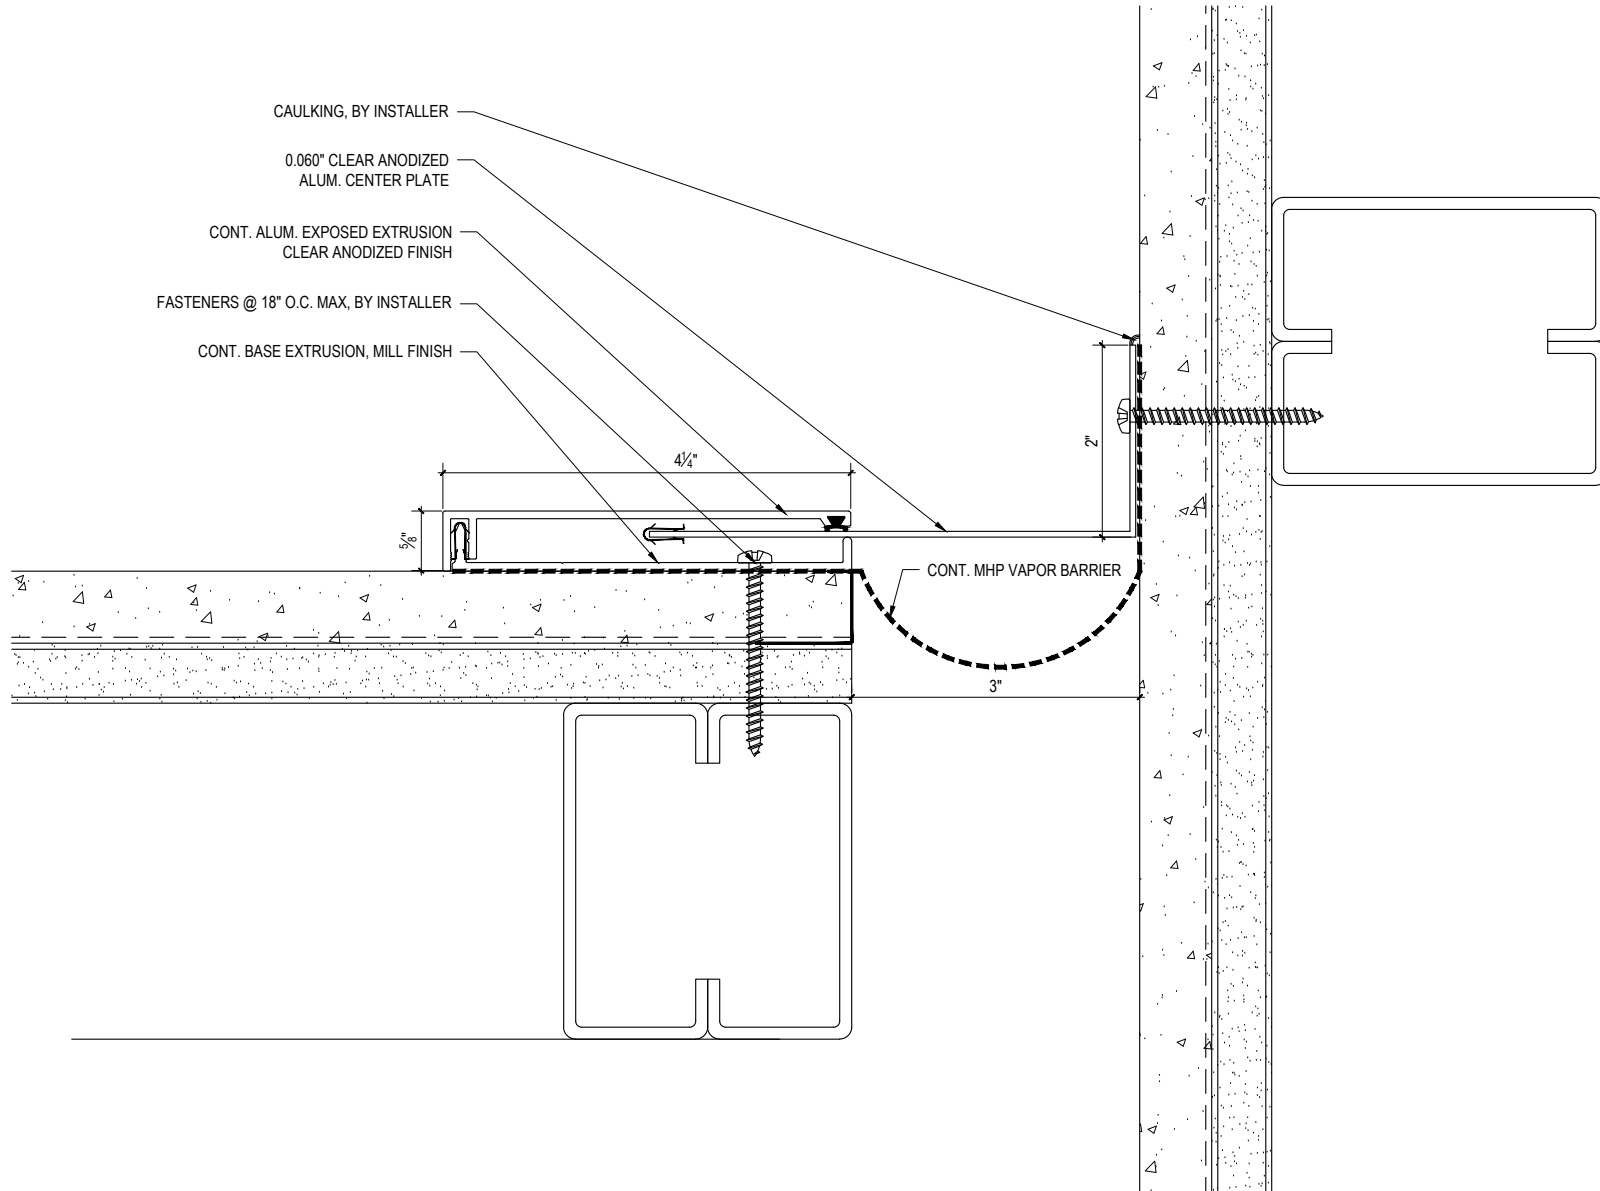 CAULKING, BY INSTALLER
0.060" CLEAR ANODIZED
ALUM. CENTER PLATE
CONT. ALUM. EXPOSED EXTRUSION
CLEAR ANODIZED FINISH
FASTENERS @ 18" O.C. MAX, BY INSTALLER
CONT. BASE EXTRUSION, MILL FINISH
2"
4¼"
⅝"
CONT. MHP VAPOR BARRIER
3"